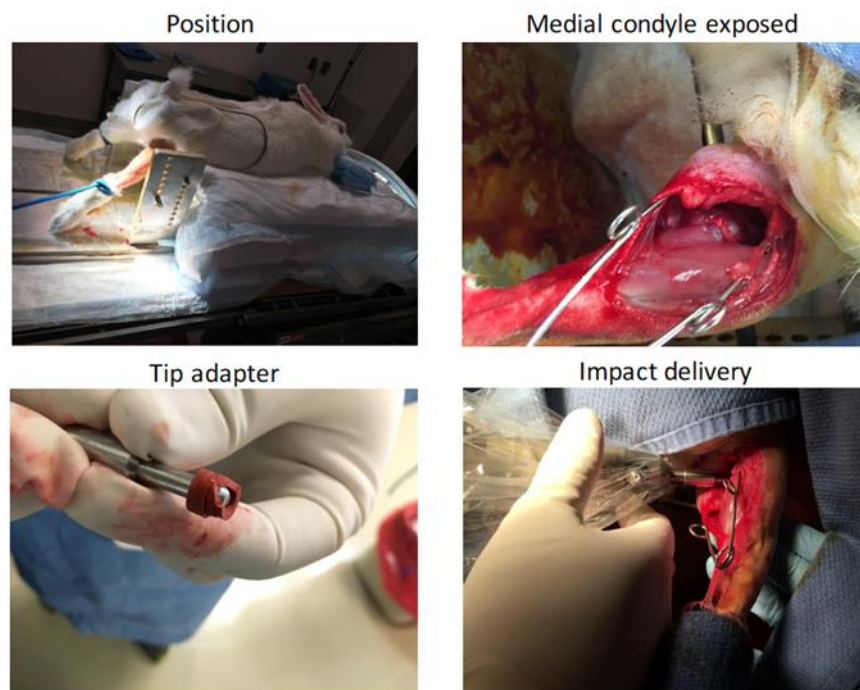 Position
Medial condyle exposed
Tip adapter
Impact delivery